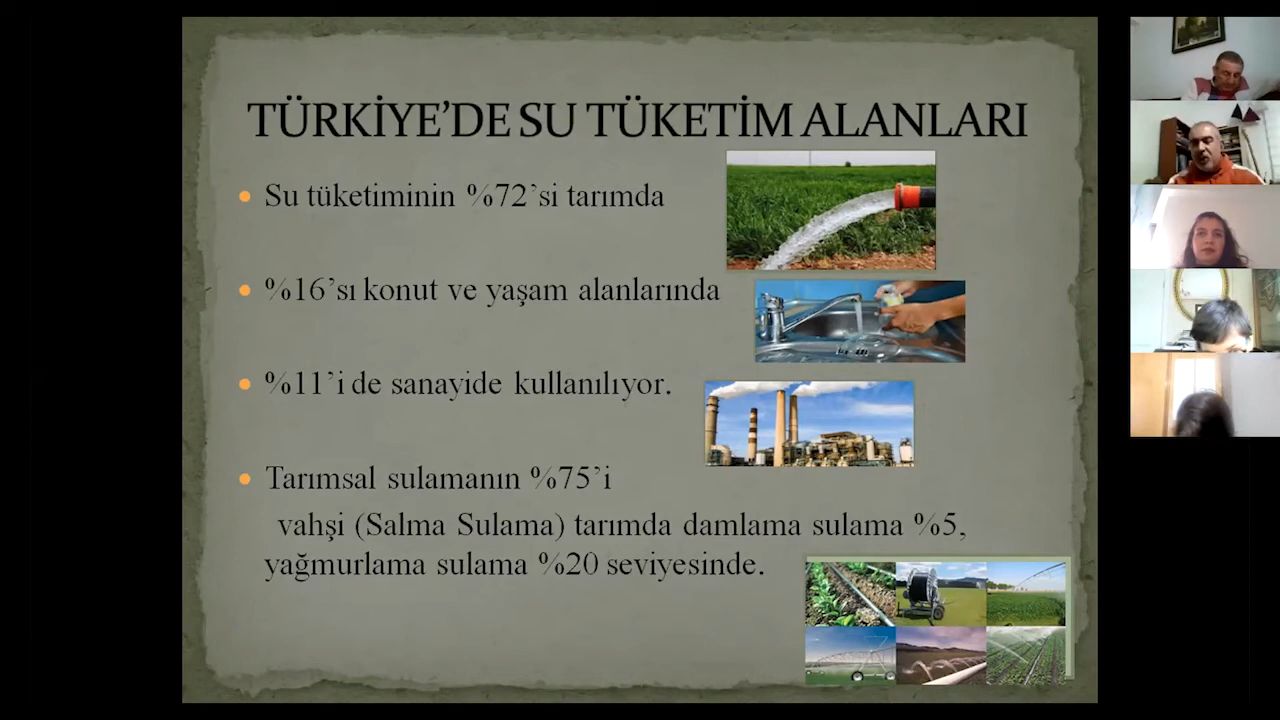 TÜRKİYE’DE SU TÜKETİM ALANLARI
Su tüketiminin %72’si tarımda
%16’sı konut ve yaşam alanlarında
%11’i de sanayide kullanılıyor.
Tarımsal sulamanın %75’i
vahşi (Salma Sulama) tarımda damlama sulama %5,
yağmurlama sulama %20 seviyesinde.